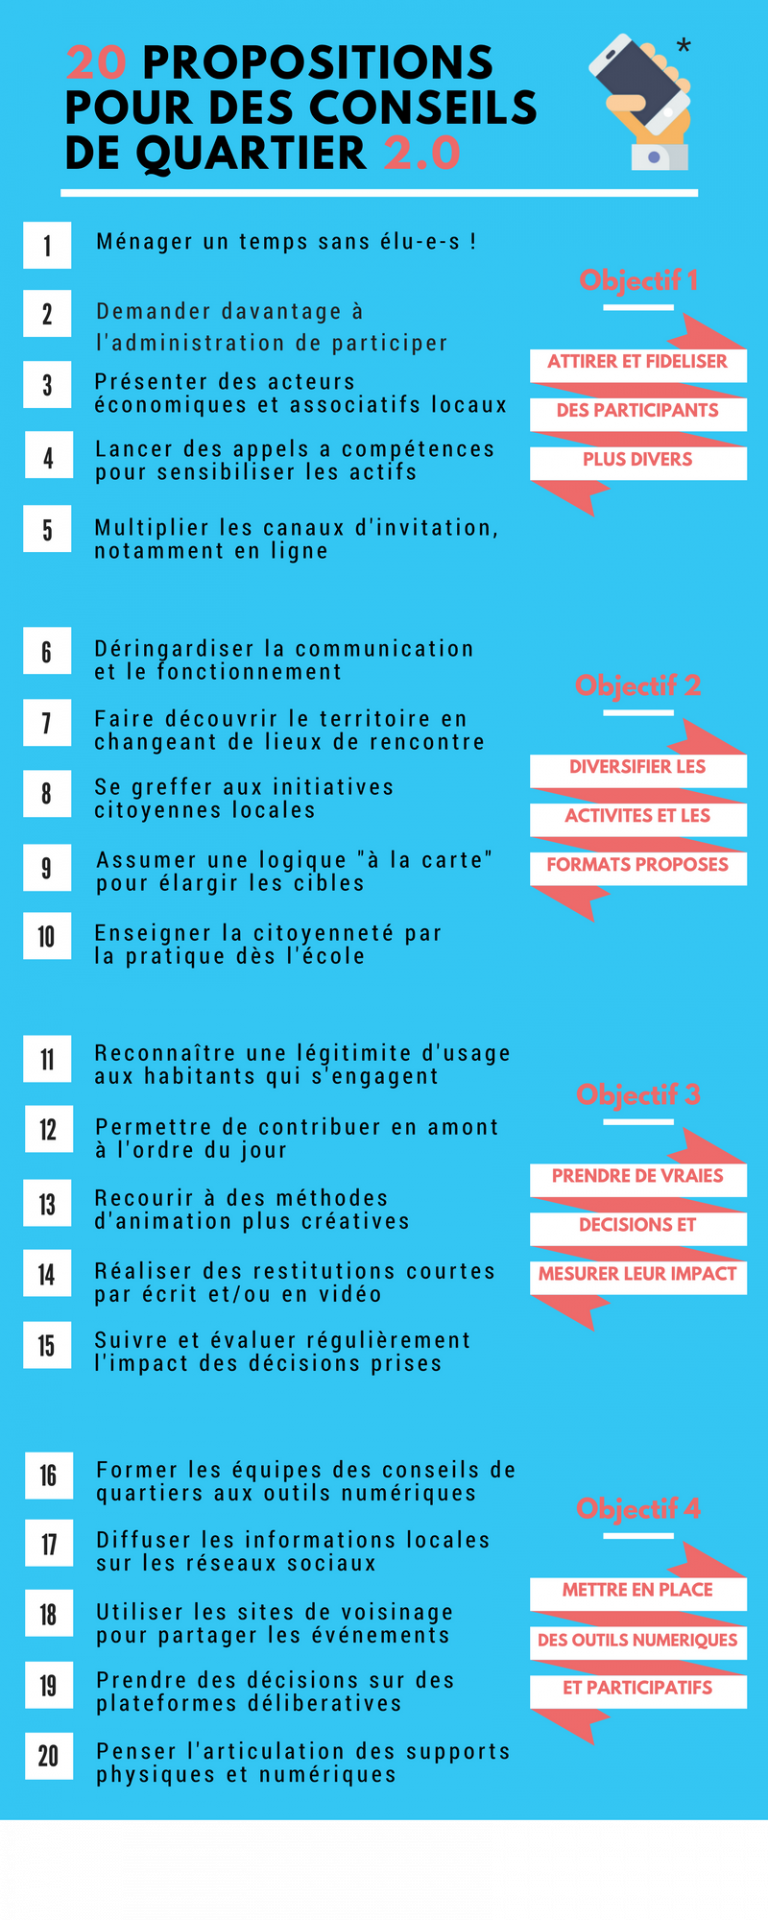 20 PROPOSITIONS
POUR DES CONSEILS
DE QUARTIER 2.0
*
1
Ménager un temps sans élu-e-s !
2
Demander davantage à
l'administration de participer
3
Présenter des acteurs
économiques et associatifs locaux
4
Lancer des appels a compétences
pour sensibiliser les actifs
5
Multiplier les canaux d'invitation,
notamment en ligne
Objectif 1
ATTIRER ET FIDELISER
DES PARTICIPANTS
PLUS DIVERS
6
Déringardiser la communication
et le fonctionnement
7
Faire découvrir le territoire en
changeant de lieux de rencontre
8
Se greffer aux initiatives
citoyennes locales
9
Assumer une logique "à la carte"
pour élargir les cibles
10
Enseigner la citoyenneté par
la pratique dès l'école
Objectif 2
DIVERSIFIER LES
ACTIVITES ET LES
FORMATS PROPOSES
11
Reconnaître une légitimite d'usage
aux habitants qui s'engagent
12
Permettre de contribuer en amont
à l'ordre du jour
13
Recourir à des méthodes
d'animation plus créatives
14
Réaliser des restitutions courtes
par écrit et/ou en vidéo
15
Suivre et évaluer régulièrement
l'impact des décisions prises
Objectif 3
PRENDRE DE VRAIES
DECISIONS ET
MESURER LEUR IMPACT
16
Former les équipes des conseils de
quartiers aux outils numériques
17
Diffuser les informations locales
sur les réseaux sociaux
18
Utiliser les sites de voisinage
pour partager les événements
19
Prendre des décisions sur des
plateformes déliberatives
20
Penser l'articulation des supports
physiques et numériques
Objectif 4
METTRE EN PLACE
DES OUTILS NUMERIQUES
ET PARTICIPATIFS